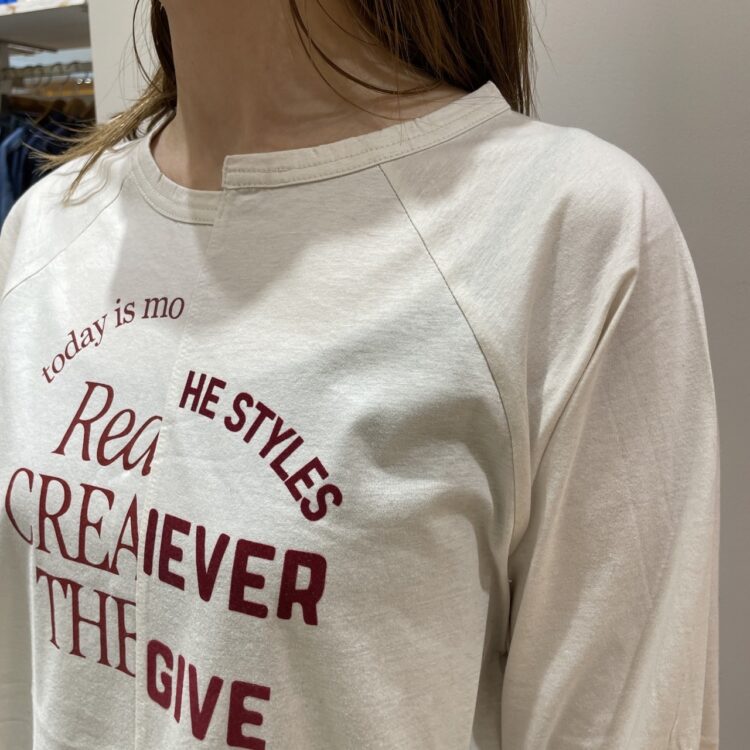 today is mo
HE STYLES
Rea
CREA
IEVER
THE
GIVE